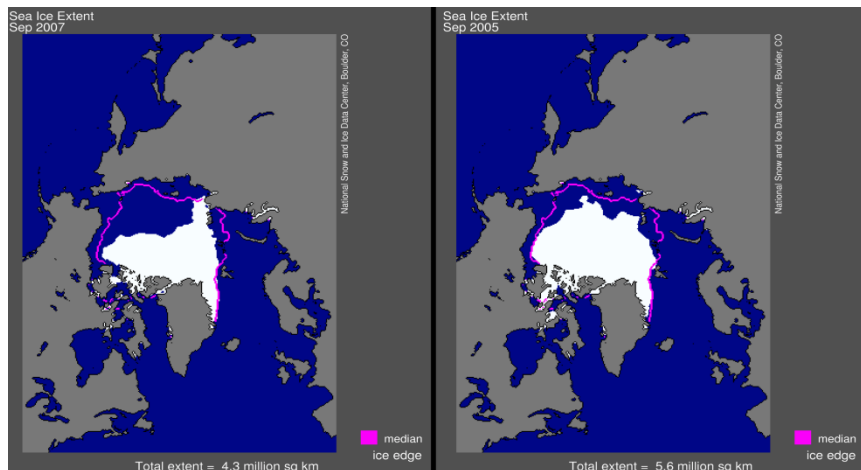 Sea Ice Extent
Sep 2007
National Snow and Ice Data Center, Boulder, CO
median
ice edge
Total extent = 4.3 million sq km
Sea Ice Extent
Sep 2005
National Snow and Ice Data Center, Boulder, CO
median
ice edge
Total extent = 5.6 million sq km